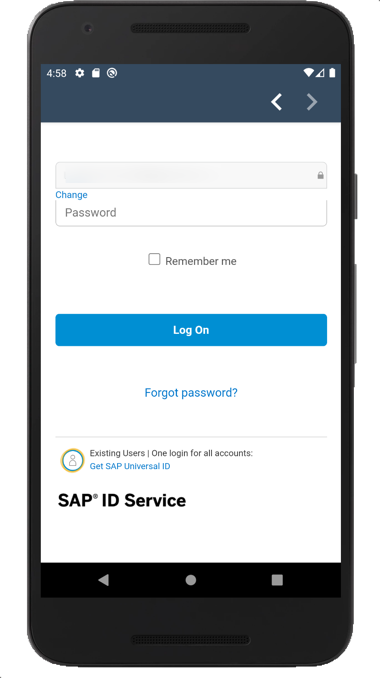 4:58
Change
Password
Remember me
Log On
Forgot password?
Existing Users | One login for all accounts:
Get SAP Universal ID
SAP® ID Service